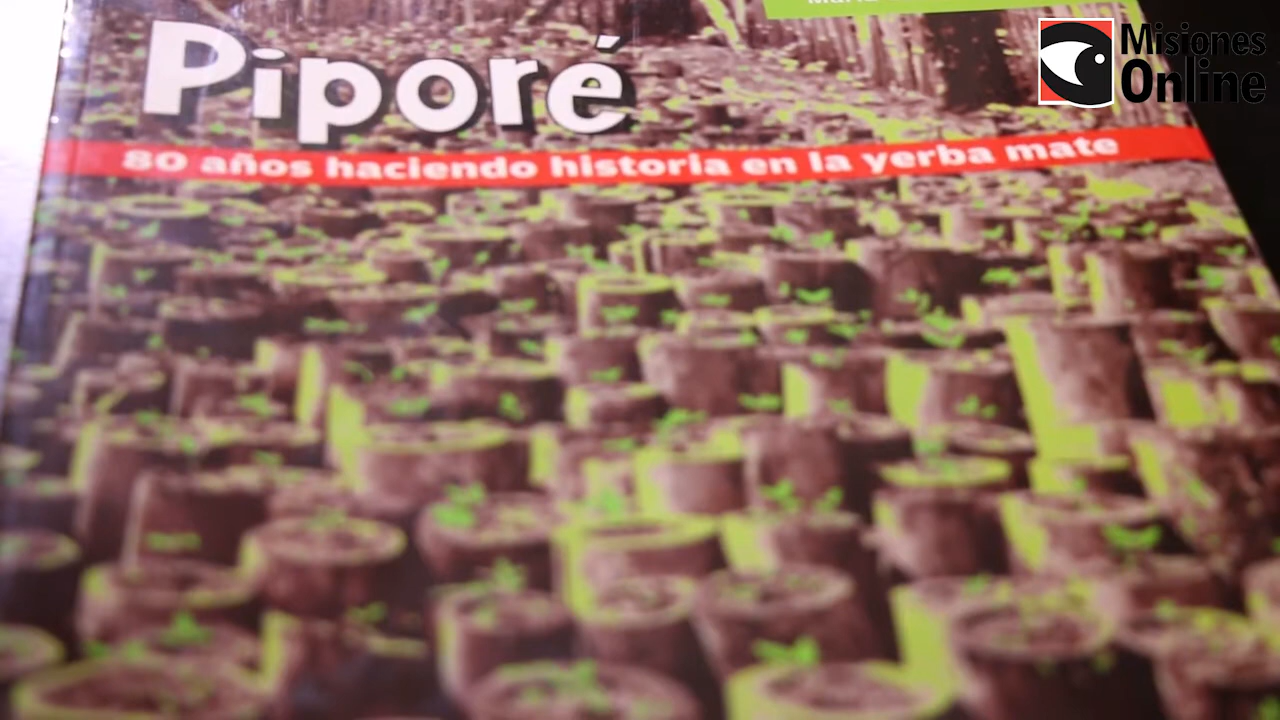 Misiones
Online
Piporé
80 años haciendo historia en la yerba mate